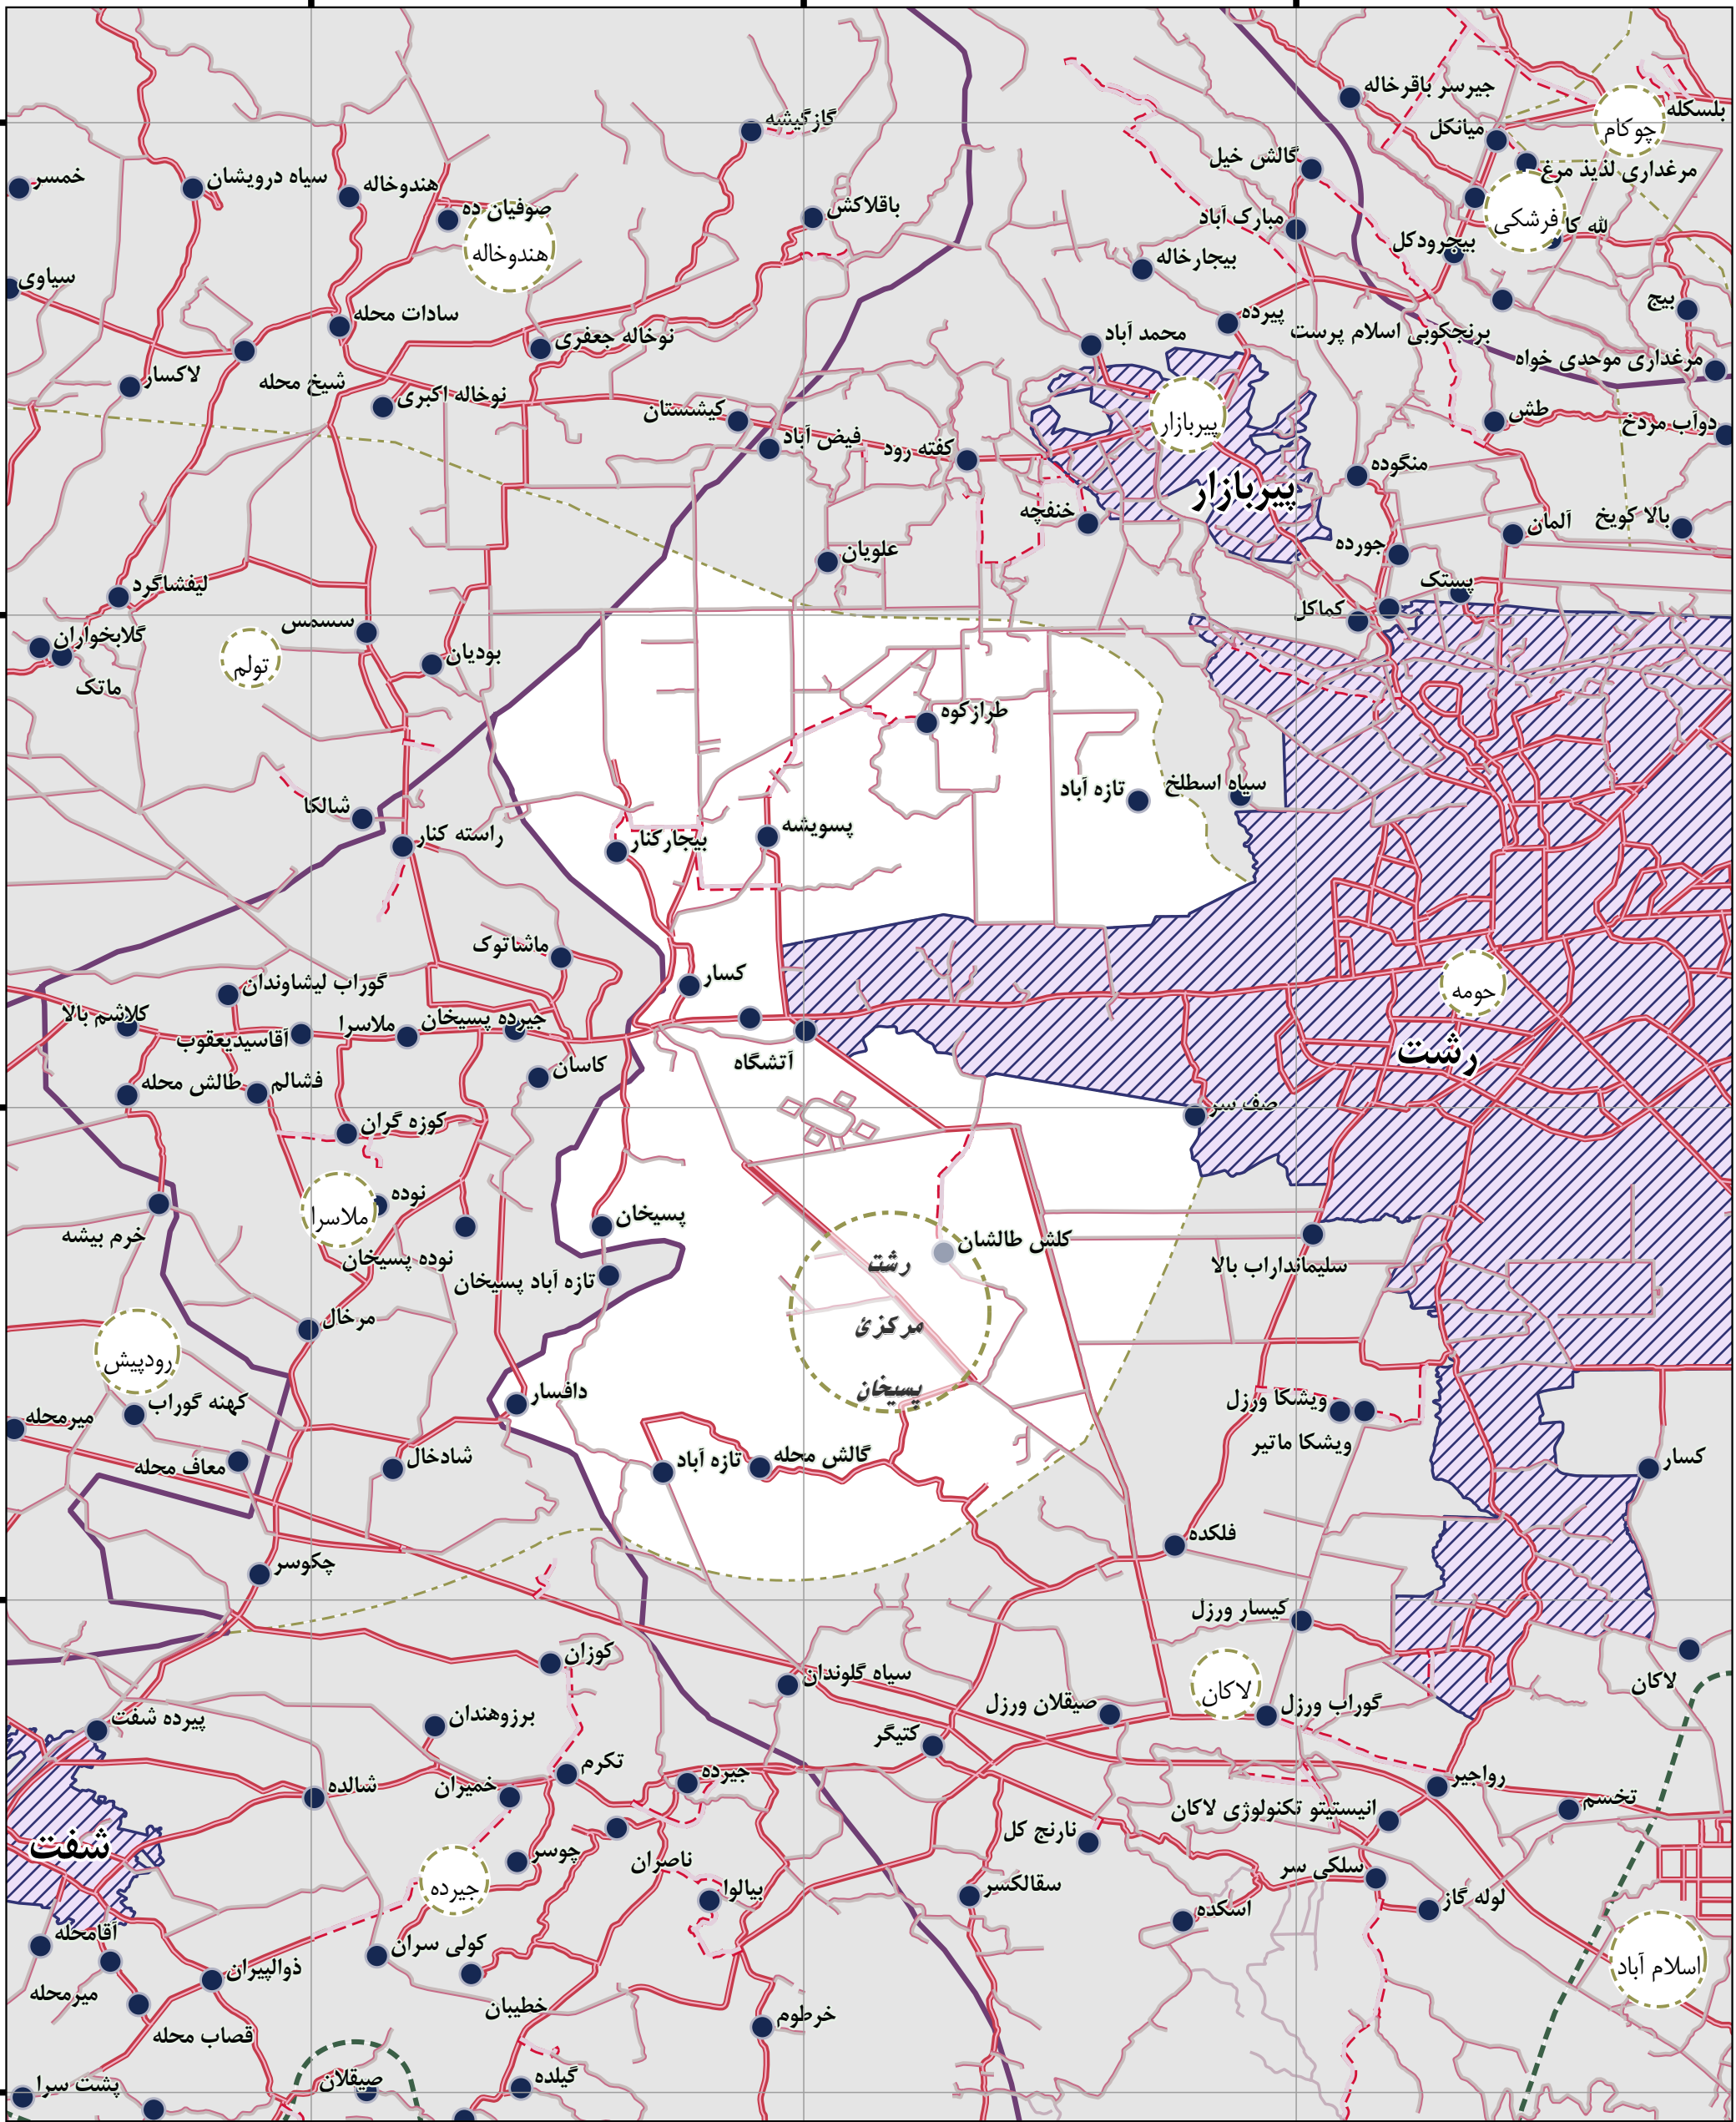 جیرسر باقرخاله
بلسکله
گازگیشه
چوکام
میانکل
گالش خیل
مرغداری لذیذ مرغ
خمسر
سیاه درویشان
هندوخاله
صوفیان ده
باقلاکش
مبارک آباد
فرشکی
لله کا
هندوخاله
بیجارخاله
بیجرودکل
سیاوی
بیج
سادات محله
پیرده
محمد آباد
برنجکوبی اسلام پرست
نوخاله جعفری
مرغداری موحدی خواه
لاکسار
شیخ محله
نوخاله اکبری
کیشستان
پیربازار
طش
دوآب مردخ
فیض آباد
کفته رود
منگوده
پیربازار
خنفچه
بالا کویخ
آلمان
علویان
جورده
لیفشاگرد
پستک
سسمس
کماکل
گلابخواران
تولم
بودیان
ماتک
طرازکوه
تازه آباد
سیاه اسطلخ
شالکا
راسته کنار
بیجارکنار
پسویشه
ماشاتوک
کسار
گوراب لیشاوندان
حومه
کلاشم بالا
آقاسیدیعقوب
ملاسرا
جیرده پسیخان
رشت
آتشگاه
کاسان
طالش محله
فشالم
صف سر
کوزه گران
نوده
ملاسرا
پسیخان
خرم بیشه
کلش طالشان
نوده پسیخان
رشت
سلیمانداراب بالا
تازه آباد پسیخان
مرخال
مرکزی
رودپیش
پسیخان
دافسار
ویشکا ورزل
کهنه گوراب
میرمحله
ویشکا ماتیر
معاف محله
شادخال
تازه آباد
گالش محله
کسار
فلکده
چکوسر
کیسار ورزل
کوزان
سیاه گلوندان
لاکان
لاکان
صیقلان ورزل
گوراب ورزل
پیرده شفت
برزوهندان
کتیگر
تکرم
جیرده
رواجیر
شالده
خمیران
تخسم
انیستیتو تکنولوژی لاکان
نارنج کل
شفت
چوسر
ناصران
سلکی سر
جیرده
بیالوا
سقالکسر
لوله گاز
اسکده
آقامحله
کولی سران
ذوالپیران
اسلام آباد
میرمحله
خطیبان
خرطوم
قصاب محله
پشت سرا
صیقلان
گیلده